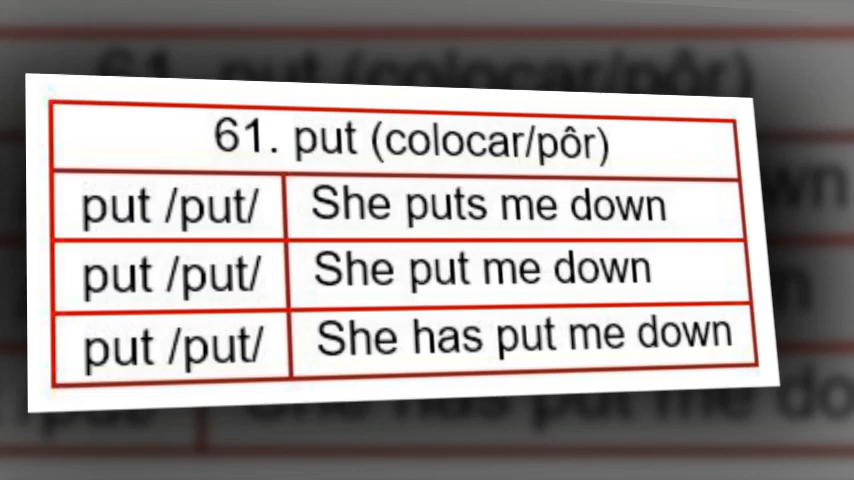 61. put (colocar/pôr)
put /put/ She puts me down
put /put/ She put me down
put /put/ She has put me down